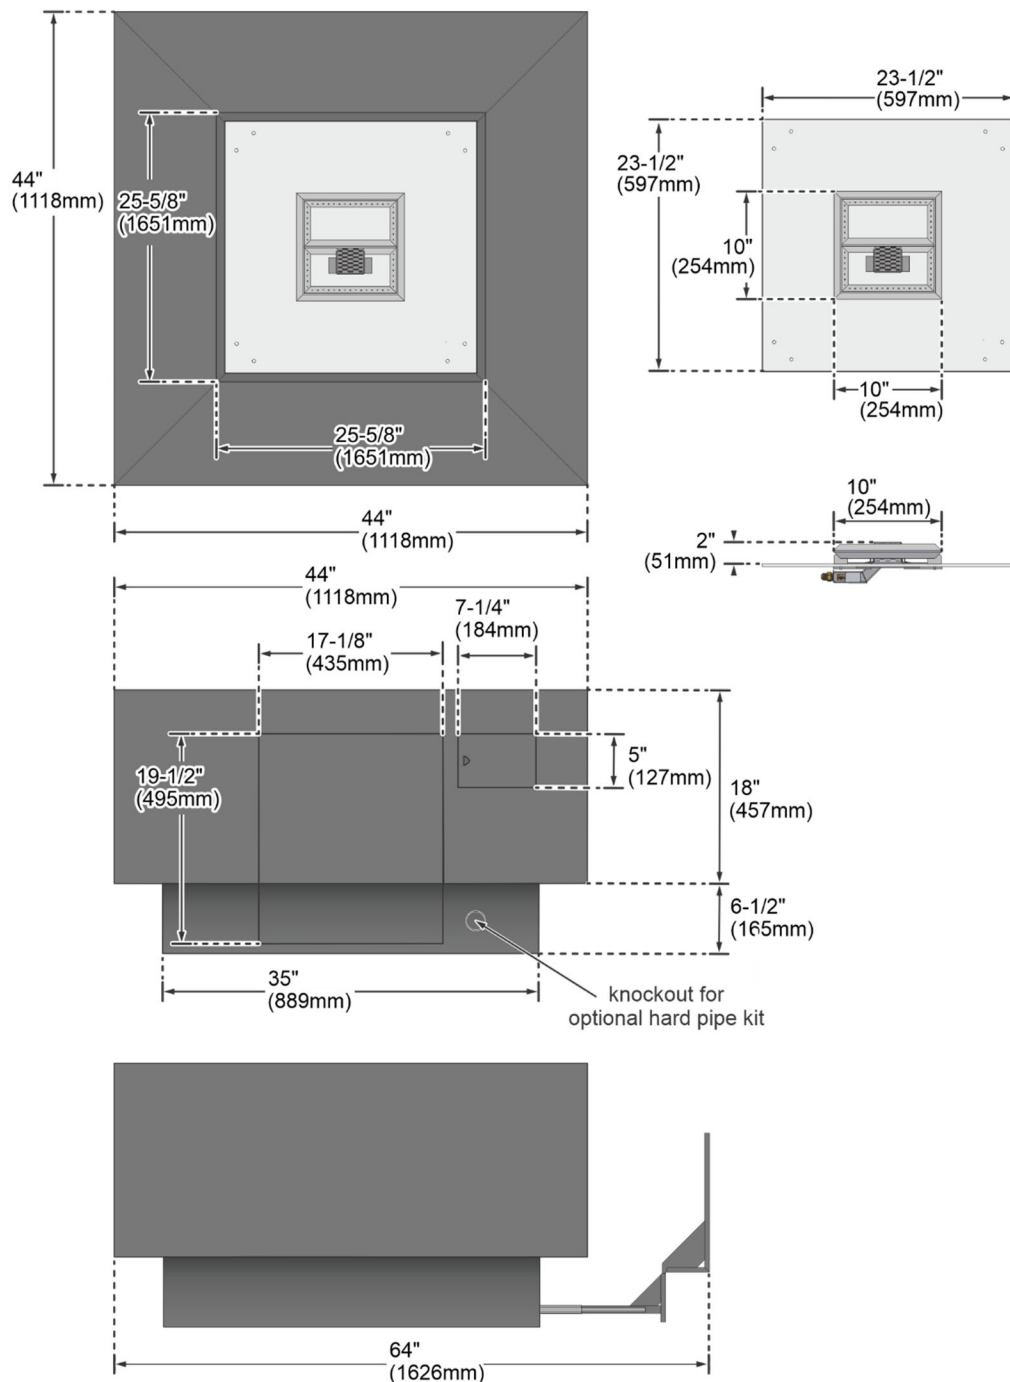 44"
(1118mm)
25-5/8"
(1651mm)
25-5/8"
(1651mm)
44"
(1118mm)
23-1/2"
(597mm)
23-1/2"
(597mm)
10"
(254mm)
10"
(254mm)
10"
(254mm)
2"
(51mm)
44"
(1118mm)
17-1/8"
(435mm)
7-1/4"
(184mm)
19-1/2"
(495mm)
5"
(127mm)
18"
(457mm)
6-1/2"
(165mm)
35"
(889mm)
knockout for
optional hard pipe kit
64"
(1626mm)